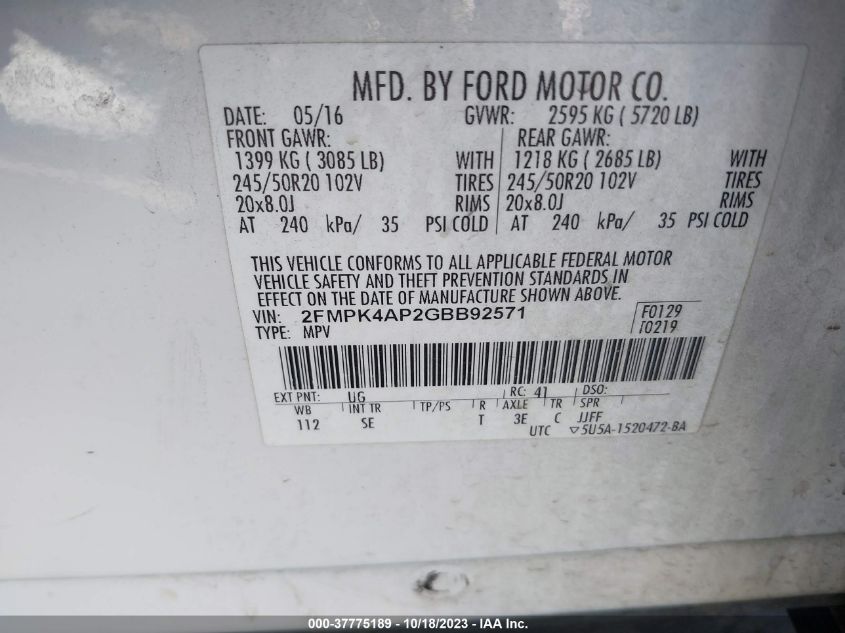 MFD. BY FORD MOTOR CO.
DATE: 05/16 GVWR: 2595 KG ( 5720 LB)
FRONT GAWR: REAR GAWR:
1399 KG ( 3085 LB) WITH 1218 KG ( 2685 LB) WITH
245/50R20 102V TIRES 245/50R20 102V TIRES
20x8.0J RIMS 20x8.0J RIMS
AT 240 kPa/ 35 PSI COLD AT 240 kPa/ 35 PSI COLD
THIS VEHICLE CONFORMS TO ALL APPLICABLE FEDERAL MOTOR
VEHICLE SAFETY AND THEFT PREVENTION STANDARDS IN
EFFECT ON THE DATE OF MANUFACTURE SHOWN ABOVE.
VIN: 2FMPK4AP2GBB92571 F0129
TYPE: MPV T0219
EXT PNT: UG RC: 41 DSO:
WB INT TR TP/PS R AXLE TR SPR
112 SE T 3E C JJFF
UTC ▽5U5A-1520472-BA
000-37775189 - 10/18/2023 - IAA Inc.